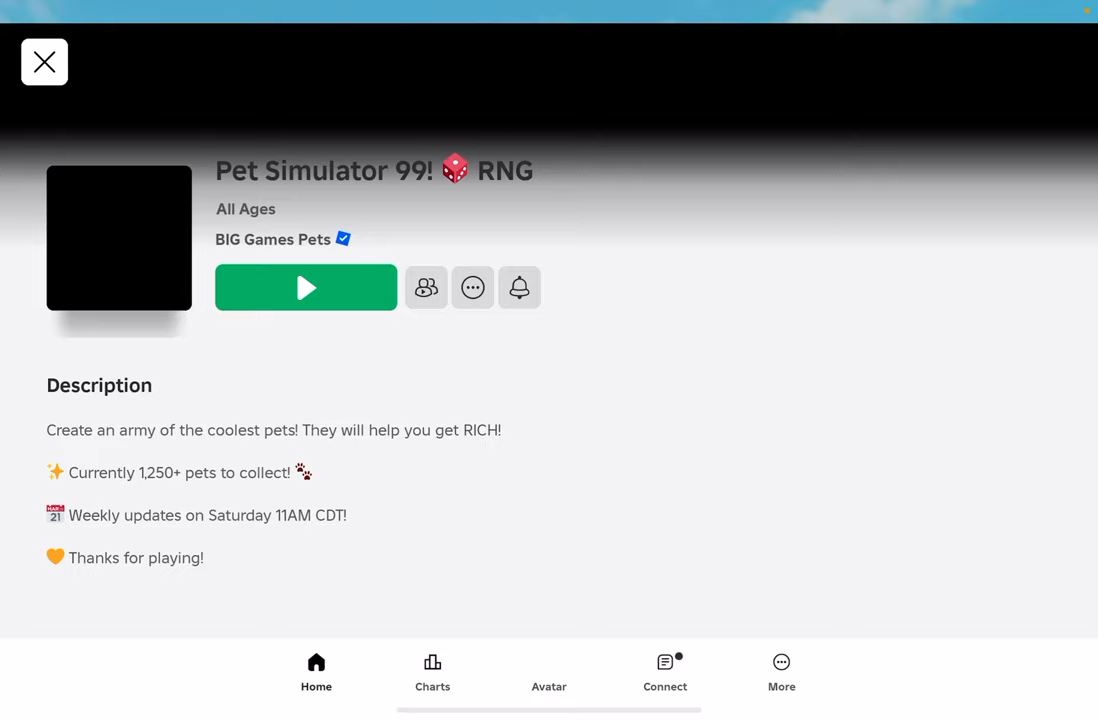 Pet Simulator 99! 🎲 RNG
All Ages
BIG Games Pets
Description
Create an army of the coolest pets! They will help you get RICH!
✨ Currently 1,250+ pets to collect! 🐾
📅 Weekly updates on Saturday 11AM CDT!
🧡 Thanks for playing!
Home Charts Avatar Connect More